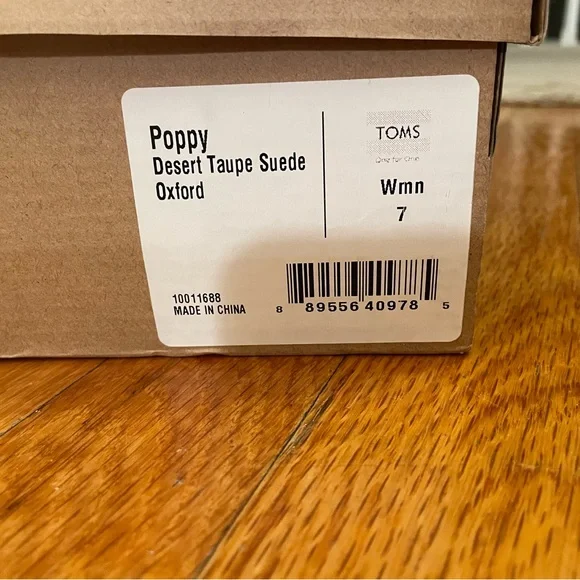 Poppy
Desert Taupe Suede
Oxford
TOMS
One for One
Wmn
7
10011688
MADE IN CHINA
8 89556 40978 5